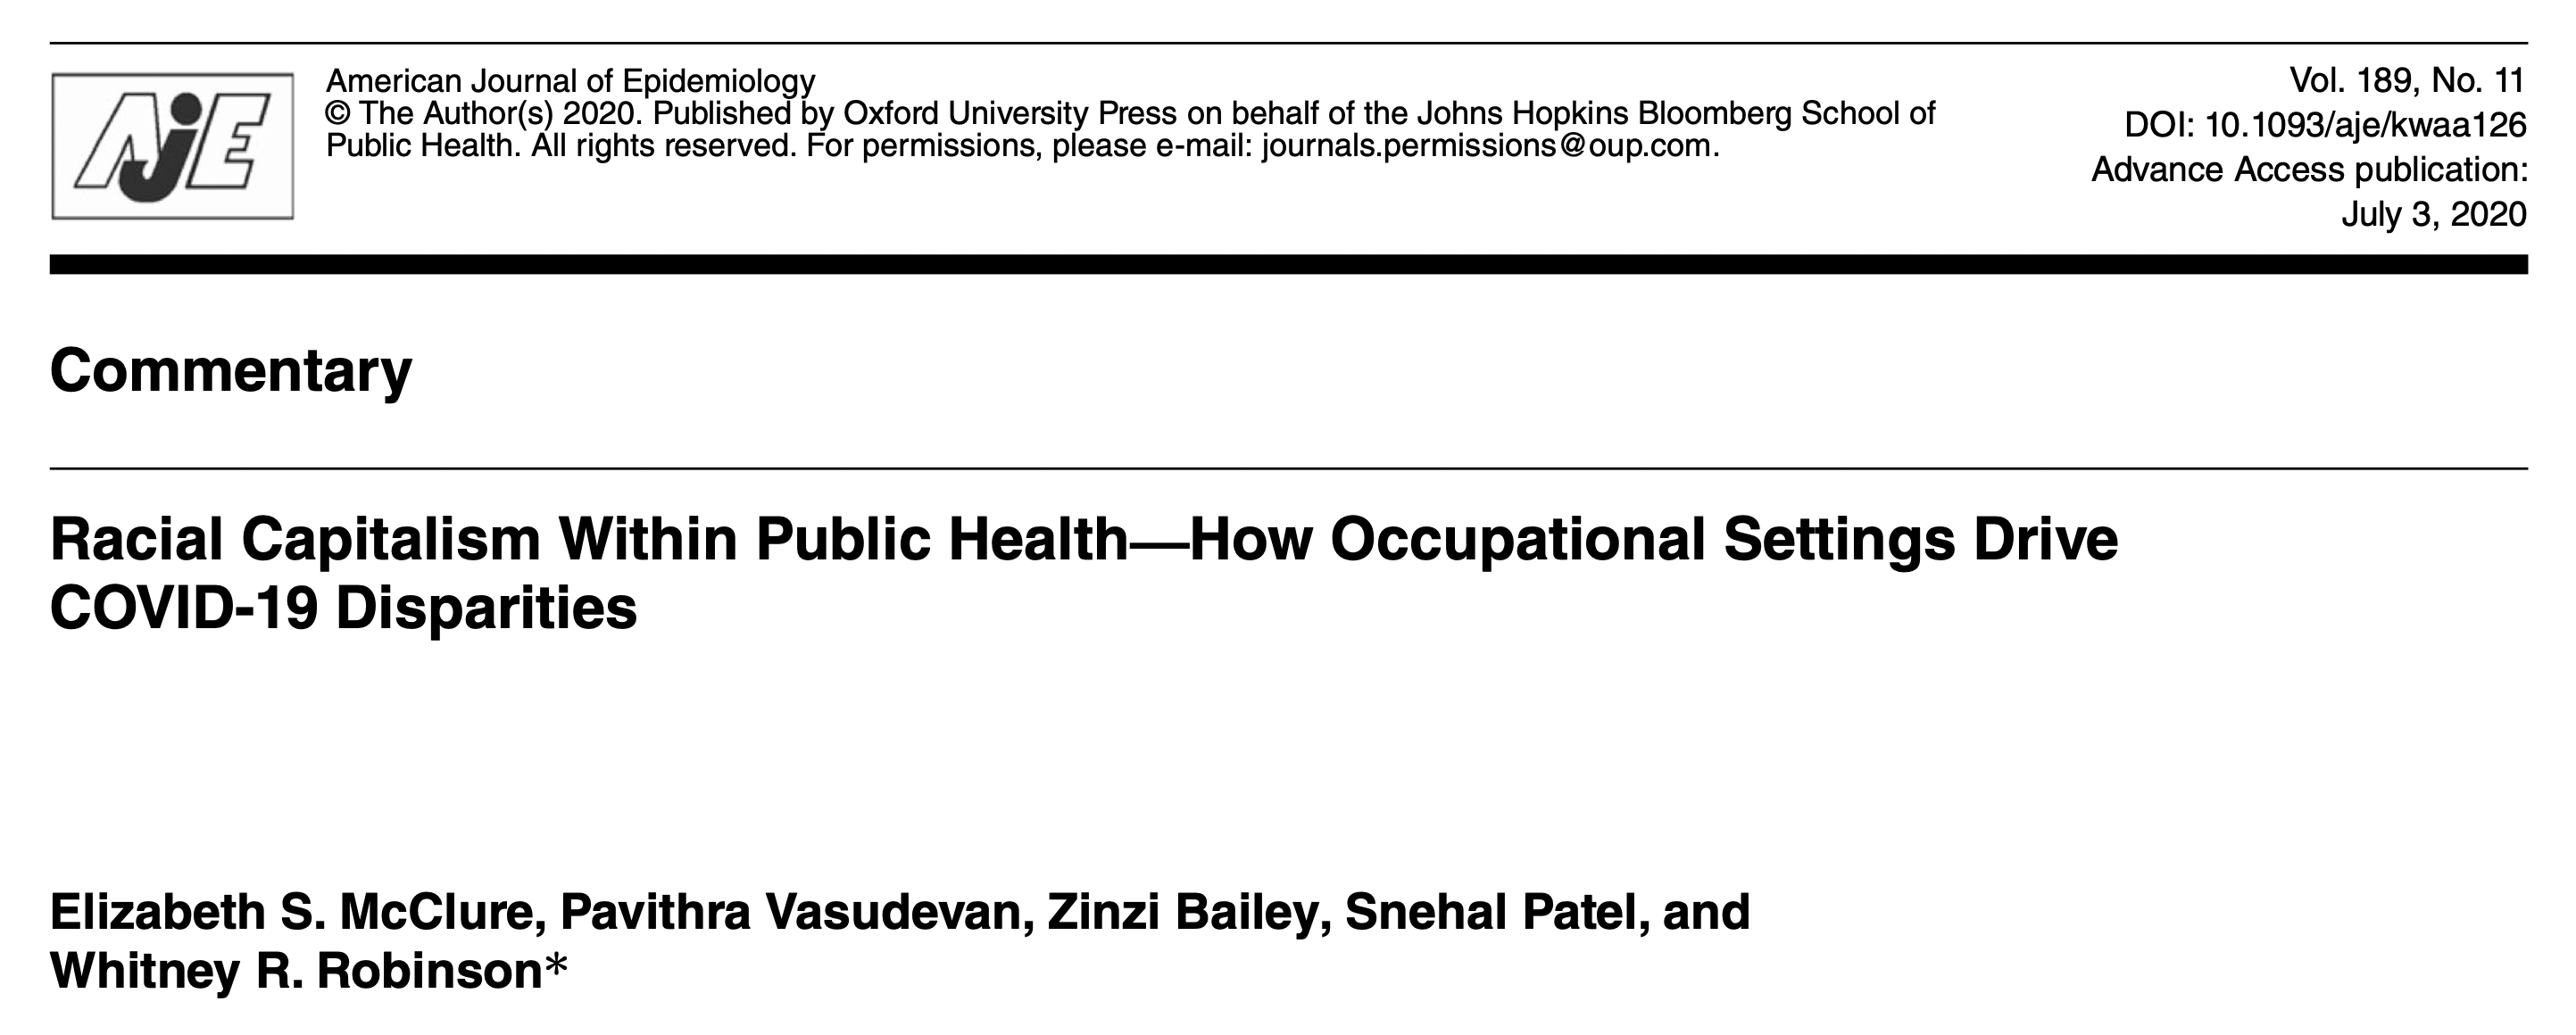 AJE
American Journal of Epidemiology
© The Author(s) 2020. Published by Oxford University Press on behalf of the Johns Hopkins Bloomberg School of
Public Health. All rights reserved. For permissions, please e-mail: journals.permissions@oup.com.
Vol. 189, No. 11
DOI: 10.1093/aje/kwaa126
Advance Access publication:
July 3, 2020
Commentary
Racial Capitalism Within Public Health—How Occupational Settings Drive
COVID-19 Disparities
Elizabeth S. McClure, Pavithra Vasudevan, Zinzi Bailey, Snehal Patel, and
Whitney R. Robinson*